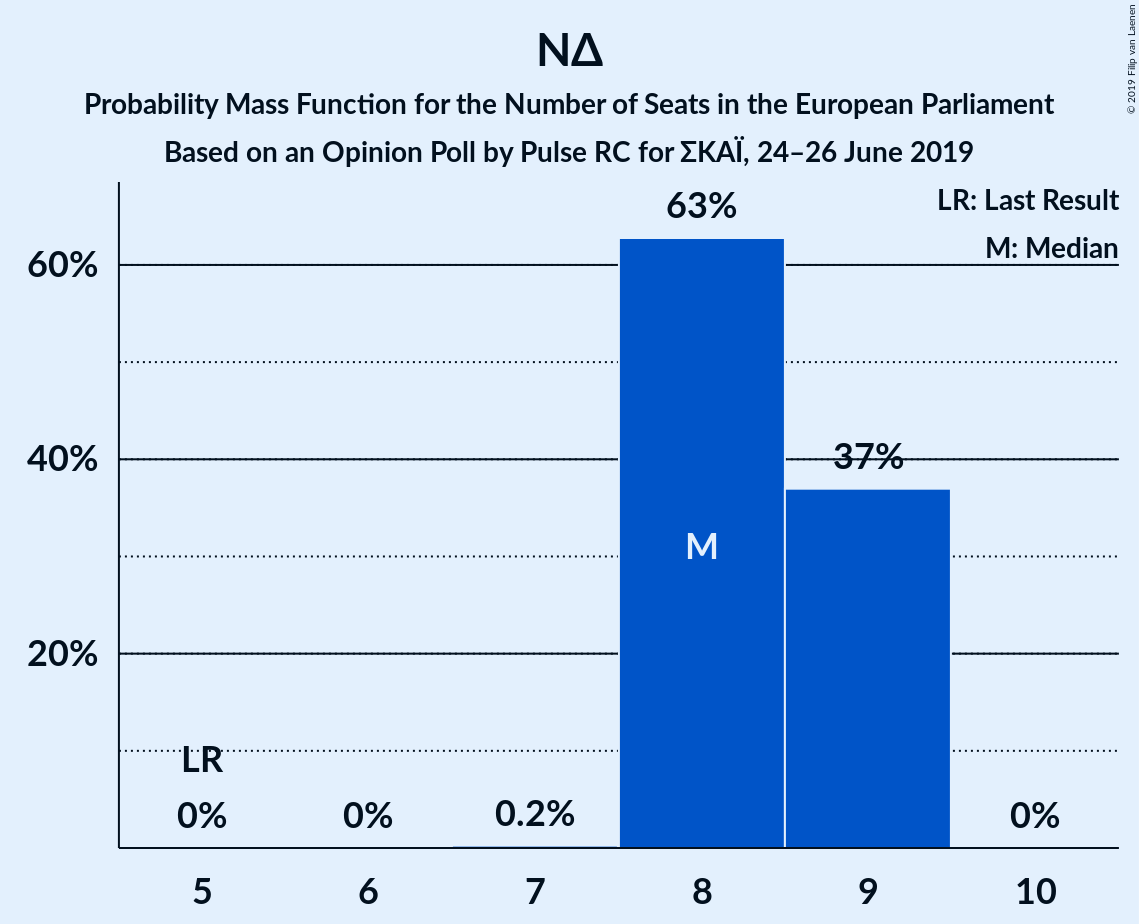 ΝΔ
Probability Mass Function for the Number of Seats in the European Parliament
Based on an Opinion Poll by Pulse RC for ΣΚΑΪ, 24–26 June 2019
© 2019 Filip van Laenen
LR: Last Result
M: Median
63%
60%
40%
37%
M
20%
LR
0%
0%
0.2%
0%
5
6
7
8
9
10